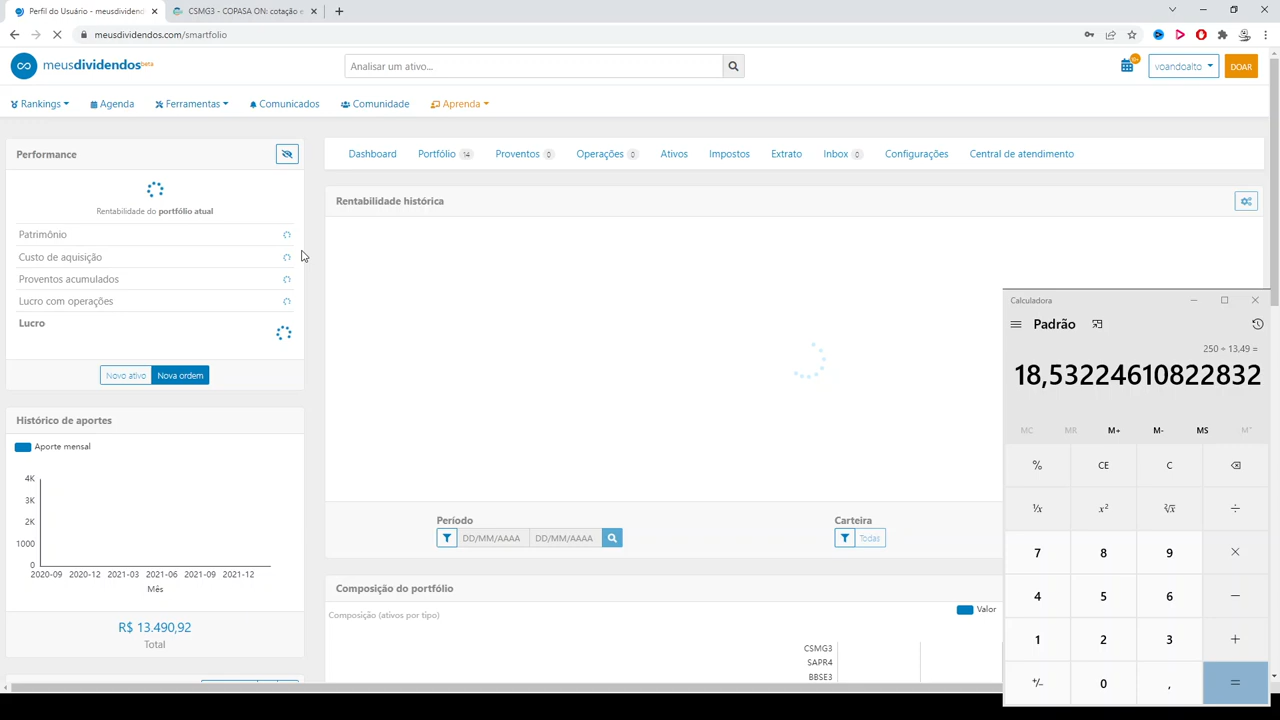 Perfil do Usuário - meusdividend
CSMG3 - COPASA ON: cotação e
meusdividendos.com/smartfolio
meusdividendos beta
Analisar um ativo...
voandoalto
DOAR
Rankings
Agenda
Ferramentas
Comunicados
Comunidade
Aprenda
Performance
Rentabilidade do portfólio atual
Patrimônio
Custo de aquisição
Proventos acumulados
Lucro com operações
Lucro
Novo ativo
Nova ordem
Histórico de aportes
Aporte mensal
4K
3K
2K
1000
0
2020-09 2020-12 2021-03 2021-06 2021-09 2021-12
Mês
R$ 13.490,92
Total
Dashboard
Portfólio 14
Proventos 0
Operações 0
Ativos
Impostos
Extrato
Inbox 0
Configurações
Central de atendimento
Rentabilidade histórica
Período
DD/MM/AAAA DD/MM/AAAA
Carteira
Todas
Composição do portfólio
Composição (ativos por tipo)
Valor
CSMG3
SAPR4
BBSE3
Calculadora
Padrão
250 ÷ 13,49 =
18,53224610822832
MC MR M+ M- MS M˅
% CE C
¹/x x² ²√x ÷
7 8 9 ×
4 5 6 −
1 2 3 +
+/- 0 , =